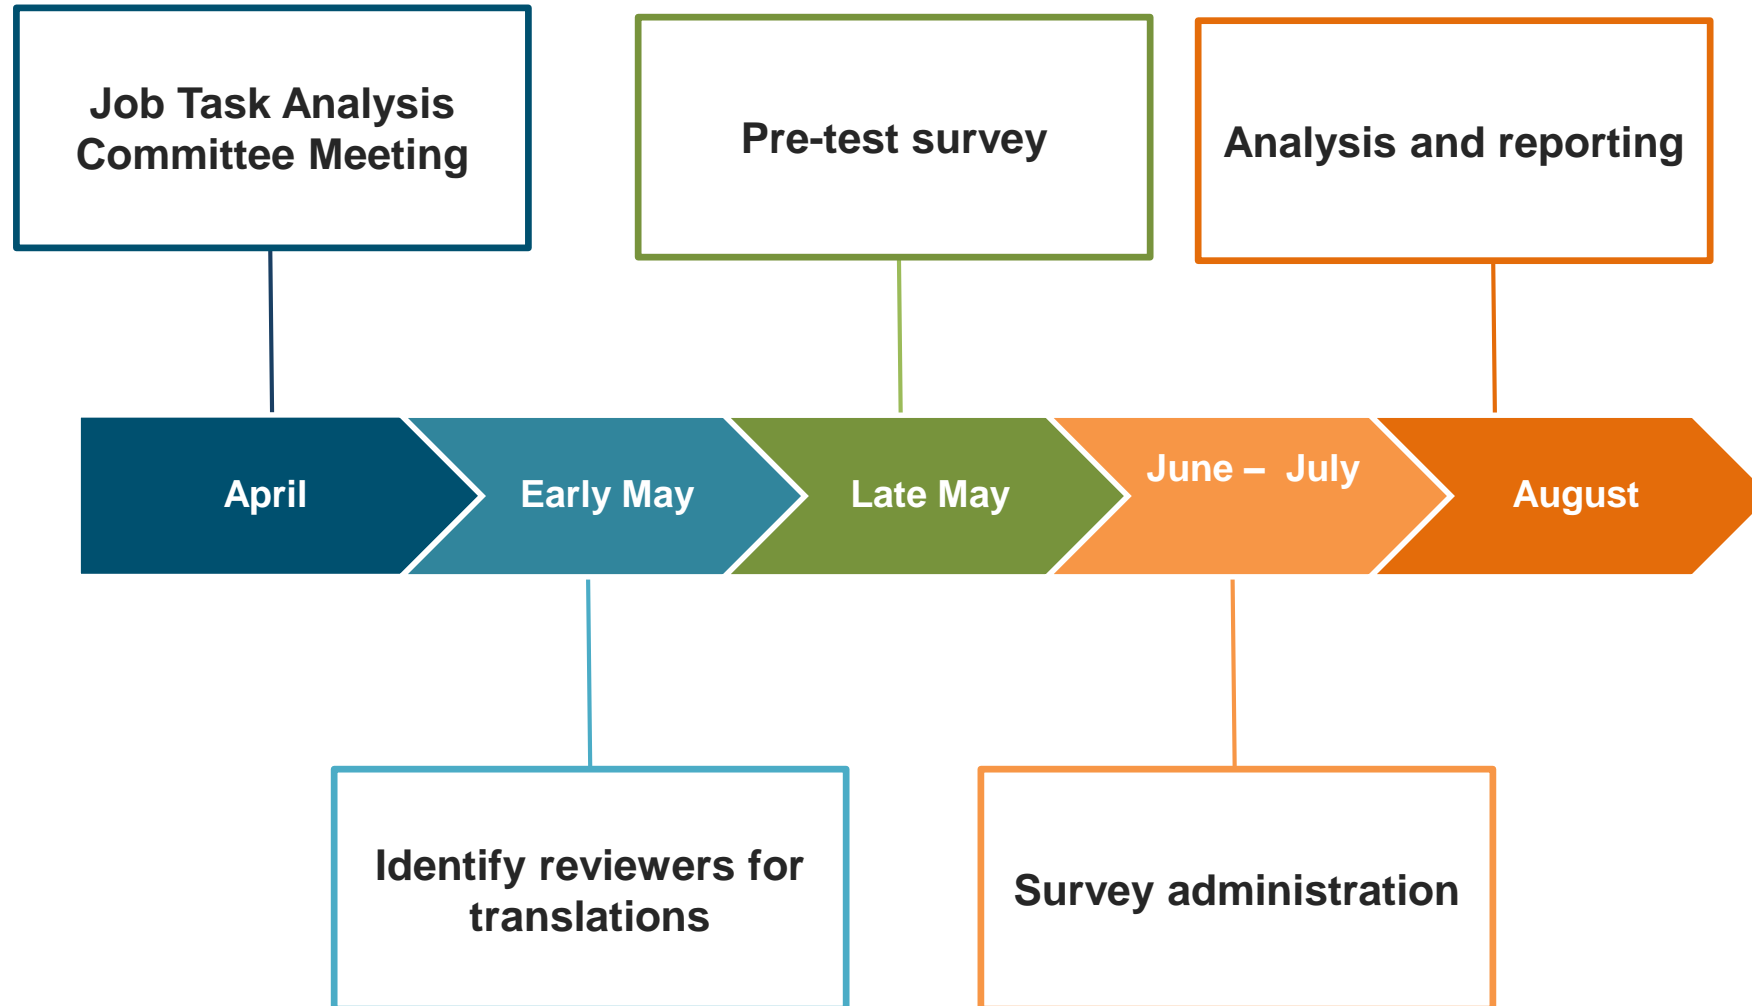 Job Task Analysis
Committee Meeting
Pre-test survey
Analysis and reporting
April
Early May
Late May
June –  July
August
Identify reviewers for
translations
Survey administration